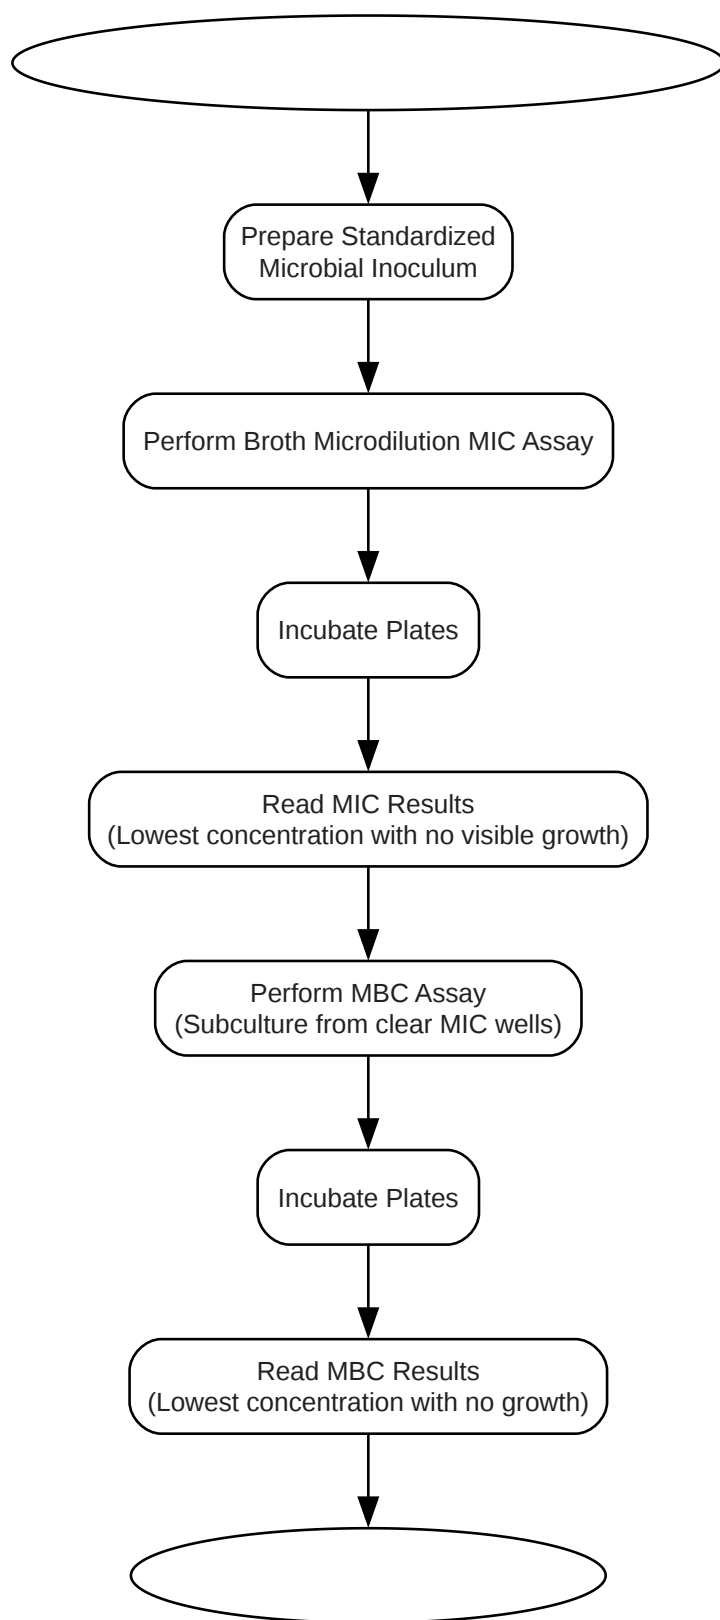 Prepare Standardized
Microbial Inoculum
Perform Broth Microdilution MIC Assay
Incubate Plates
Read MIC Results
(Lowest concentration with no visible growth)
Perform MBC Assay
(Subculture from clear MIC wells)
Incubate Plates
Read MBC Results
(Lowest concentration with no growth)